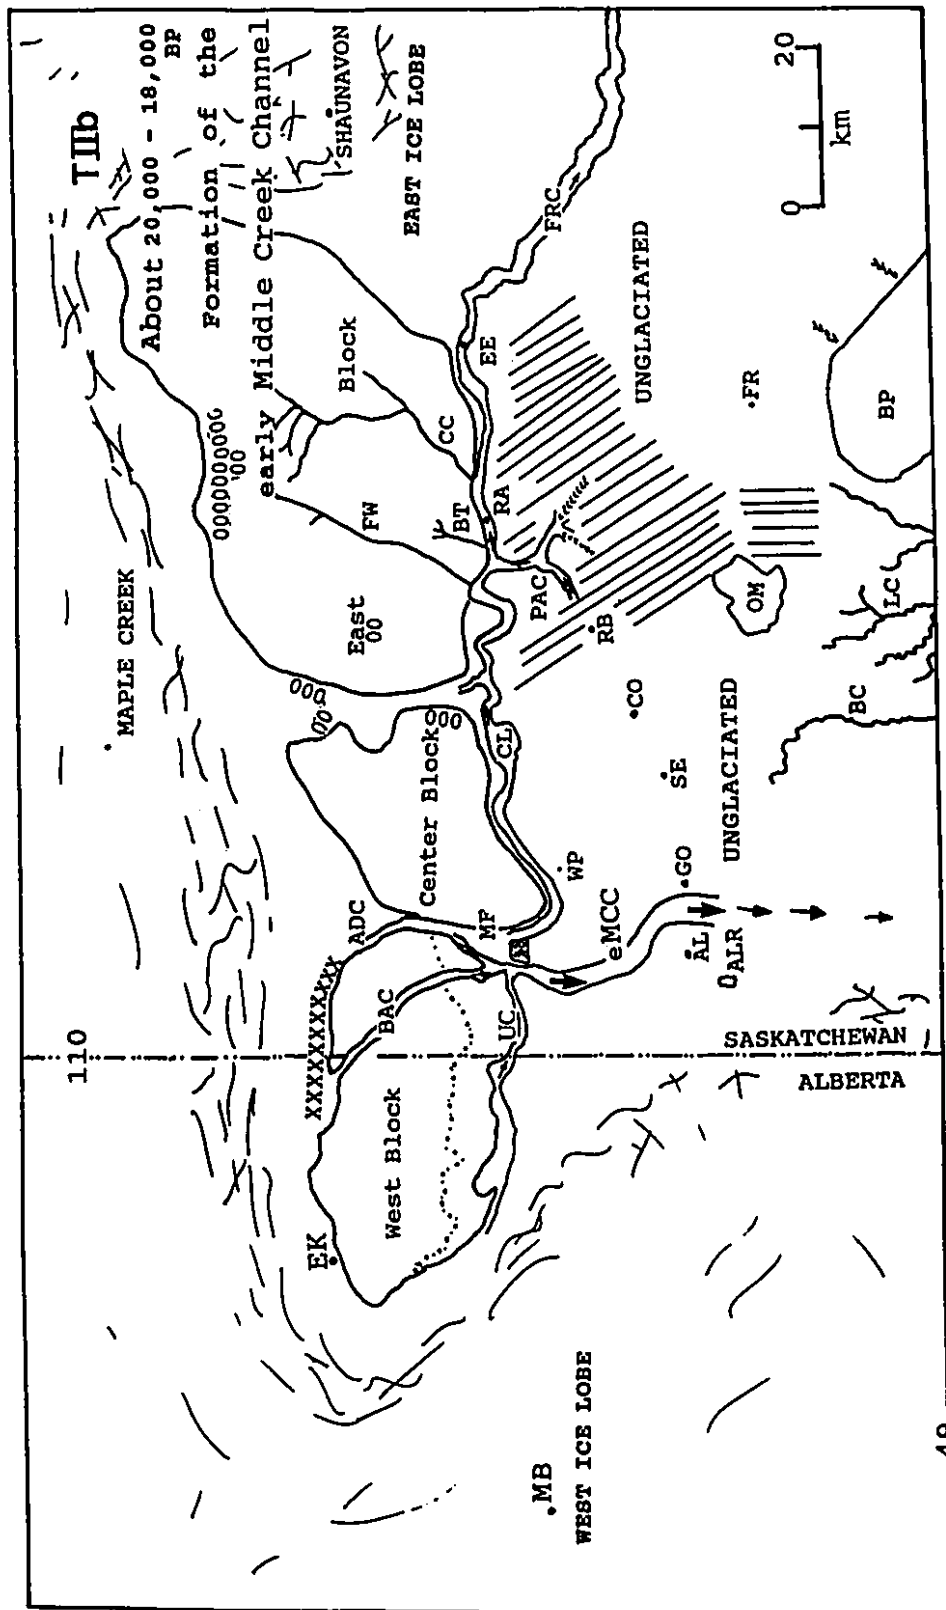 TIIb
About 20,000 - 18,000
BP
Formation of the
early Middle Creek Channel
110
MAPLE CREEK
SHAUNAVON
EAST ICE LOBE
Block
East
FW
CC
BT
RA
EE
FRC
Center Block
ADC
MF
BAC
EK
West Block
UC
CL
PAC
WP
eMCC
UNGLACIATED
RB
CO
SE
GO
AL
ALR
UNGLACIATED
OM
FR
BP
LC
BC
SASKATCHEWAN
ALBERTA
MB
WEST ICE LOBE
0
20
km
49